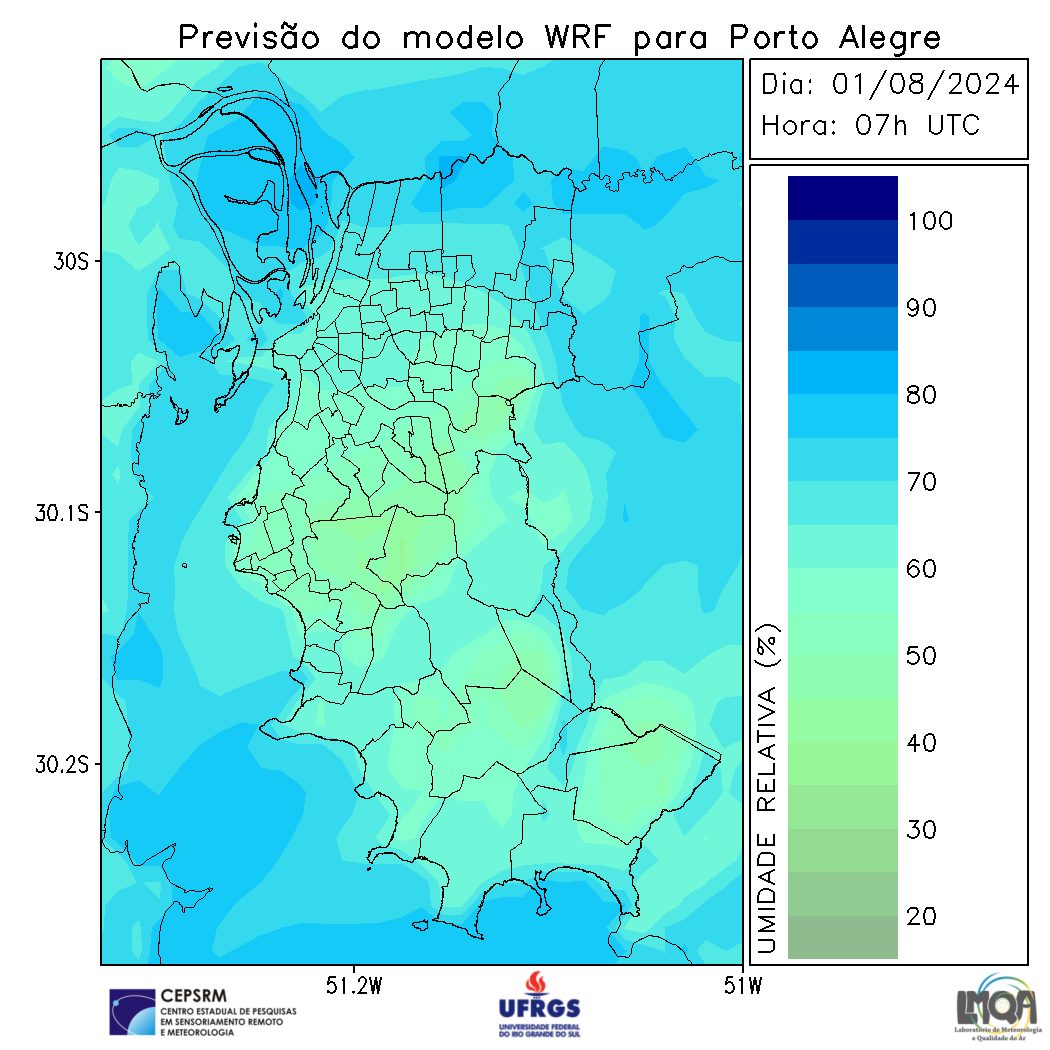 Previsão do modelo WRF para Porto Alegre
Dia: 01/08/2024
Hora: 07h UTC
30S
30.1S
30.2S
51.2W
51W
UMIDADE RELATIVA (%)
100
90
80
70
60
50
40
30
20
CEPSRM
CENTRO ESTADUAL DE PESQUISAS
EM SENSORIAMENTO REMOTO
E METEOROLOGIA
UFRGS
UNIVERSIDADE FEDERAL
DO RIO GRANDE DO SUL
LMQA
Laboratório de Meteorologia
e Qualidade do Ar